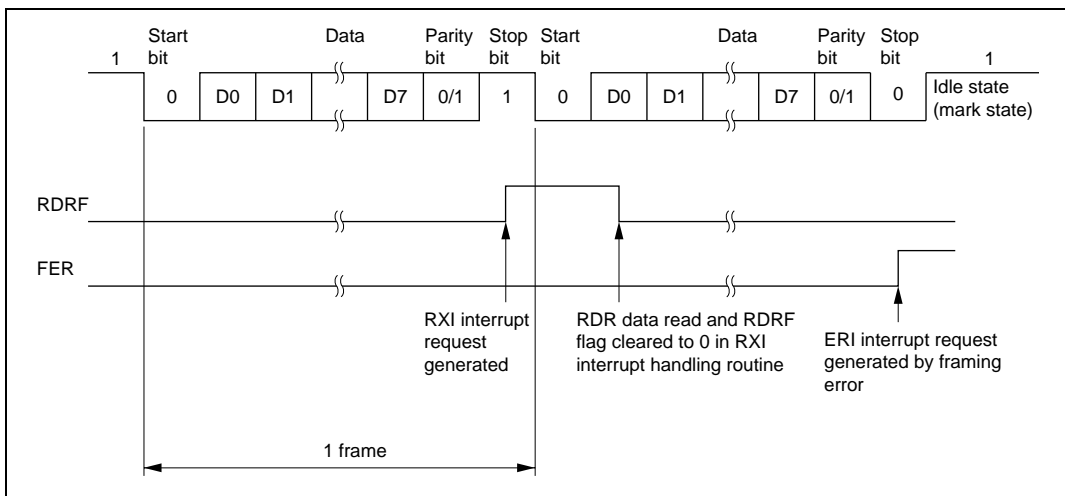 Start bit Data Parity bit Stop bit Start bit Data Parity bit Stop bit
1 1
0 D0 D1 D7 0/1 1 0 D0 D1 D7 0/1 0 Idle state (mark state)
RDRF
FER
RXI interrupt
request
generated
RDR data read and RDRF
flag cleared to 0 in RXI
interrupt handling routine
ERI interrupt request
generated by framing
error
1 frame